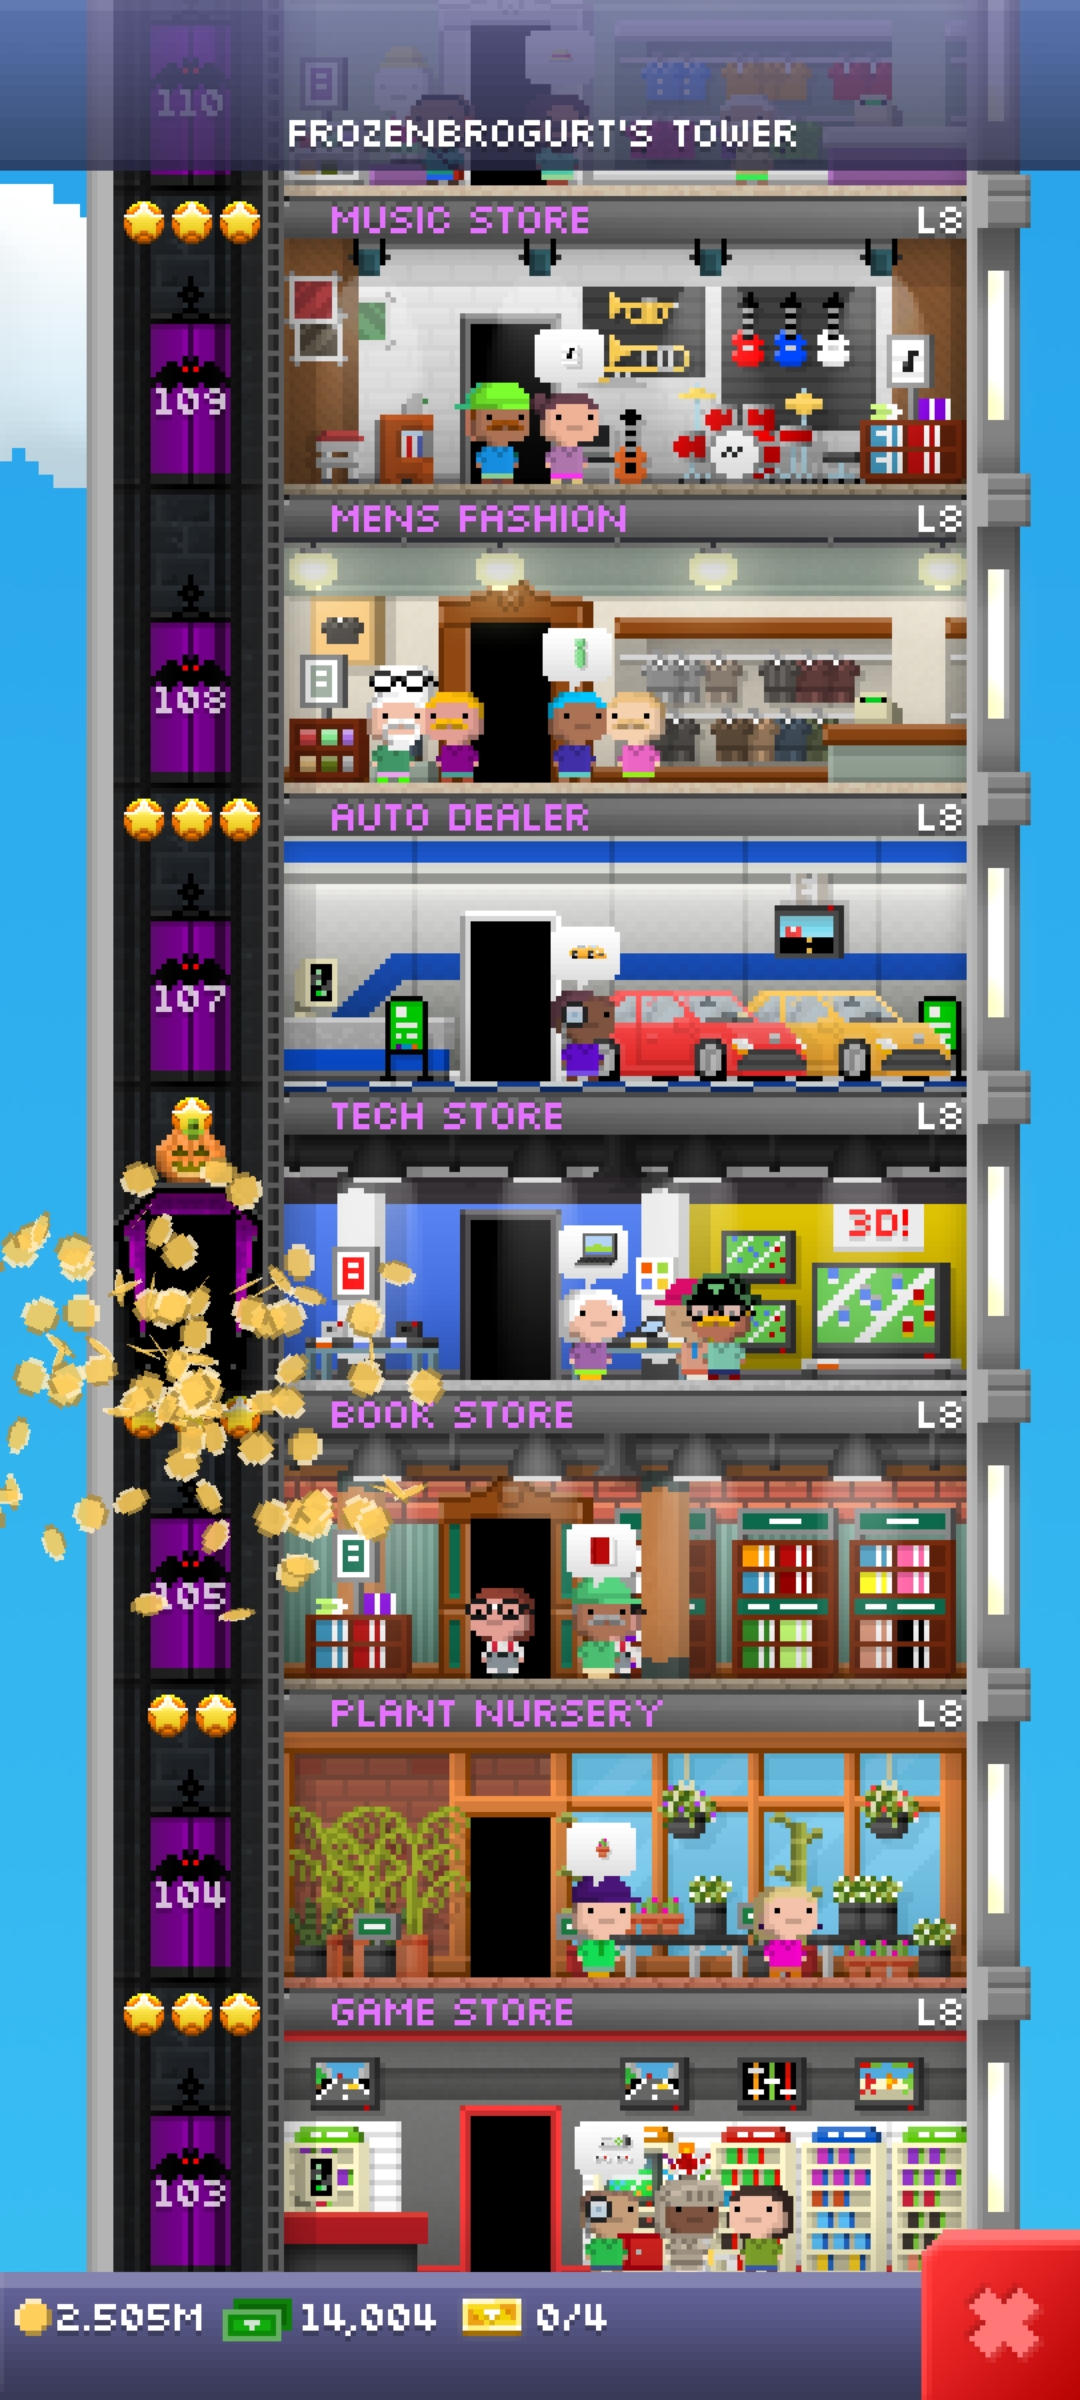 110
FROZENBROGURT'S TOWER
MUSIC STORE L8
109
MENS FASHION L8
108
AUTO DEALER L8
107
TECH STORE L8
3D!
BOOK STORE L8
105
PLANT NURSERY L8
104
GAME STORE L8
103
2.505M 14,004 0/4